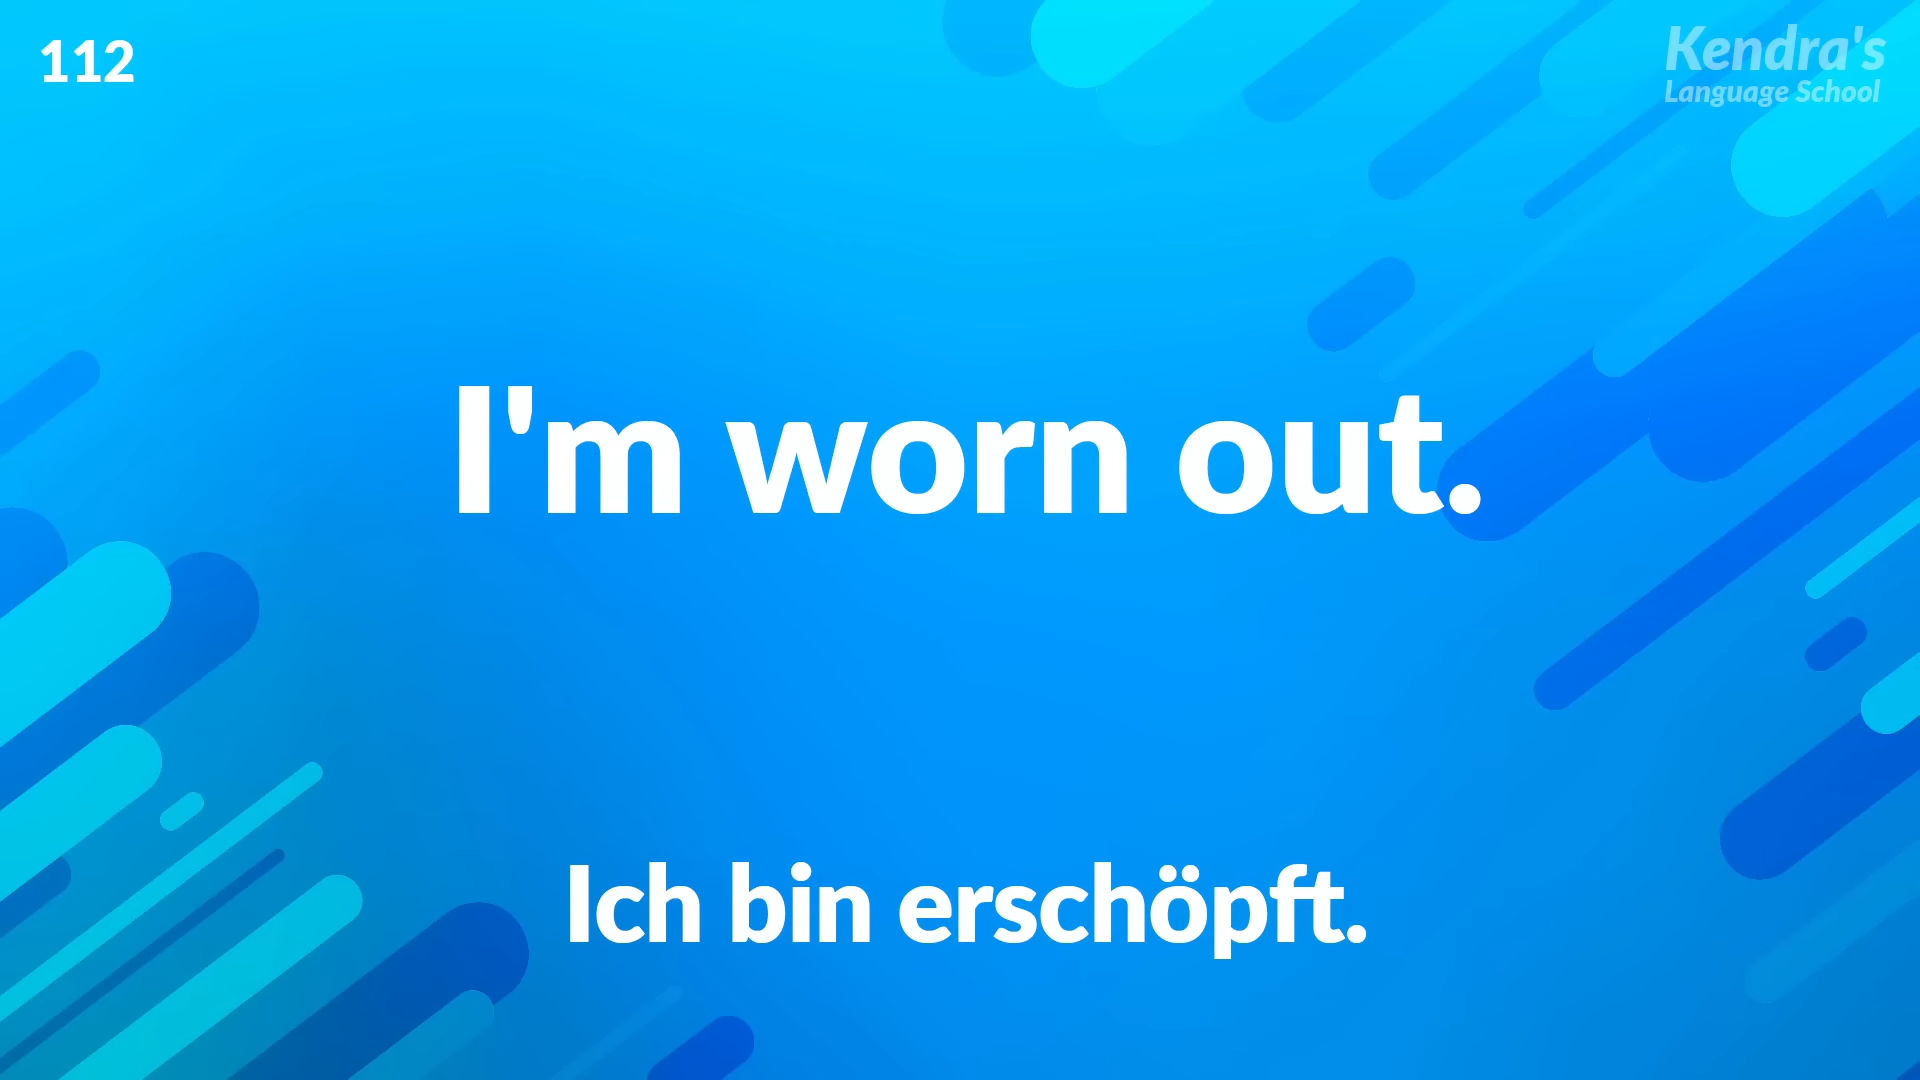 112
Kendra's
Language School
I'm worn out.
Ich bin erschöpft.